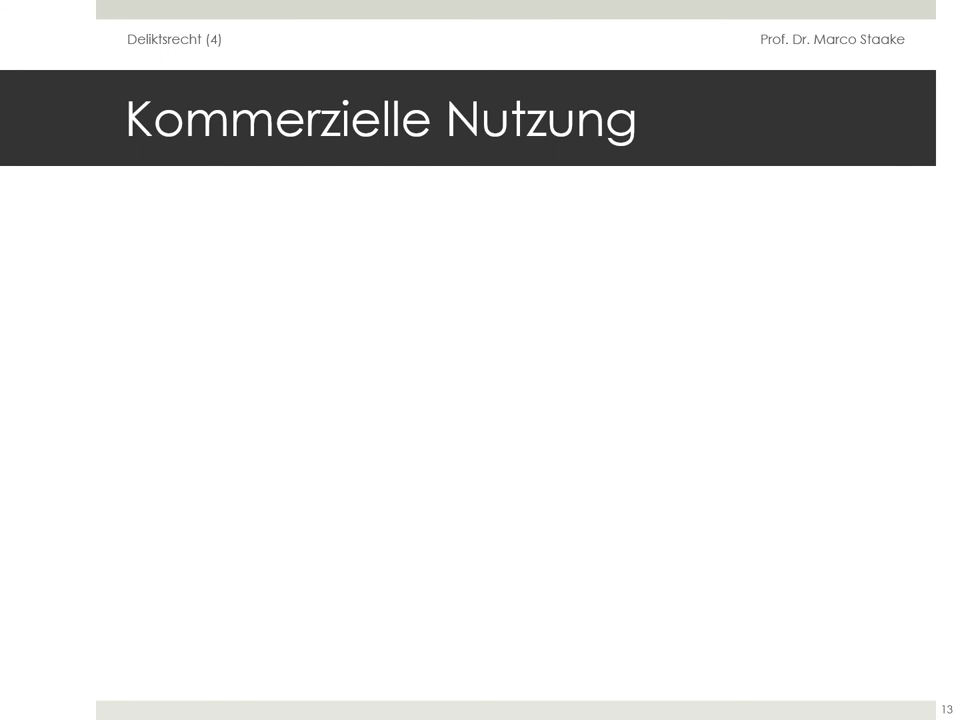 Deliktsrecht (4) Prof. Dr. Marco Staake
Kommerzielle Nutzung
13